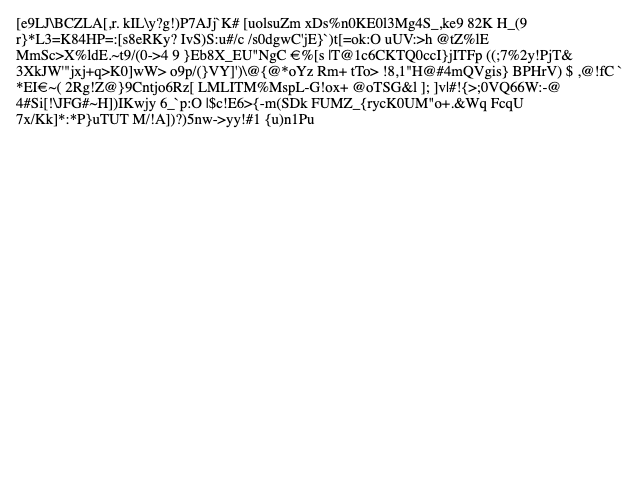 [e9LJ\BCZLA[,r. kIL\y?g!)P7AJj`K# [uolsuZm xDs%n0KE0l3Mg4S_,ke9 82K H_(9
r}*L3=K84HP=:[s8eRKy? IvS)S:u#/c /s0dgwC'jE}`)t[=ok:O uUV:>h @tZ%lE
MmSc>X%ldE.~t9/(0->4 9 }Eb8X_EU"NgC €%[s |T@1c6CKTQ0ccI}jITFp ((;7%2y!PjT&
3XkJW'"jxj+q>K0]wW> o9p/(}VY]')\@{@*oYz Rm+ tTo> !8,1"H@#4mQVgis} BPHrV) $ ,@!fC `
*EI€~( 2Rg!Z@}9Cntjo6Rz[ LMLITM%MspL-G!ox+ @oTSG&l ]; ]v|#!{>;0VQ66W:-@
4#Si[!\JFG#~H])IKwjy 6_`p:O |$c!E6>{-m(SDk FUMZ_{rycK0UM"o+.&Wq FcqU
7x/Kk]*:*P}uTUT M/!A])?)5nw->yy!#1 {u)n1Pu